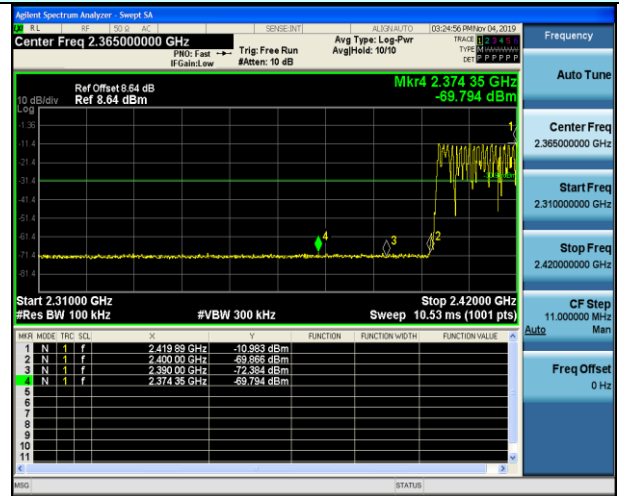 Agilent Spectrum Analyzer - Swept SA
RL RF 50 Ω AC SENSE:INT ALIGNAUTO 03:24:56 PMNov 04, 2019
Center Freq 2.365000000 GHz
PNO: Fast
IFGain:Low
Trig: Free Run
#Atten: 10 dB
Avg Type: Log-Pwr
Avg|Hold: 10/10
TRACE 1 2 3 4 5 6
TYPE M
DET P P P P P P
Ref Offset 8.64 dB
Ref 8.64 dBm
10 dB/div
Log
Mkr4 2.374 35 GHz
-69.794 dBm
-1.36
-11.4
-21.4
-31.4
-41.4
-51.4
-61.4
-71.4
-81.4
1
2
3
4
Start 2.31000 GHz
Stop 2.42000 GHz
#Res BW 100 kHz #VBW 300 kHz Sweep 10.53 ms (1001 pts)
MKR MODE TRC SCL X Y FUNCTION FUNCTION WIDTH FUNCTION VALUE
1 N 1 f 2.419 89 GHz -10.963 dBm
2 N 1 f 2.400 00 GHz -69.866 dBm
3 N 1 f 2.390 00 GHz -72.384 dBm
4 N 1 f 2.374 35 GHz -69.794 dBm
5
6
7
8
9
10
11
MSG STATUS
Frequency
Auto Tune
Center Freq
2.365000000 GHz
Start Freq
2.310000000 GHz
Stop Freq
2.420000000 GHz
CF Step
11.000000 MHz
Auto Man
Freq Offset
0 Hz